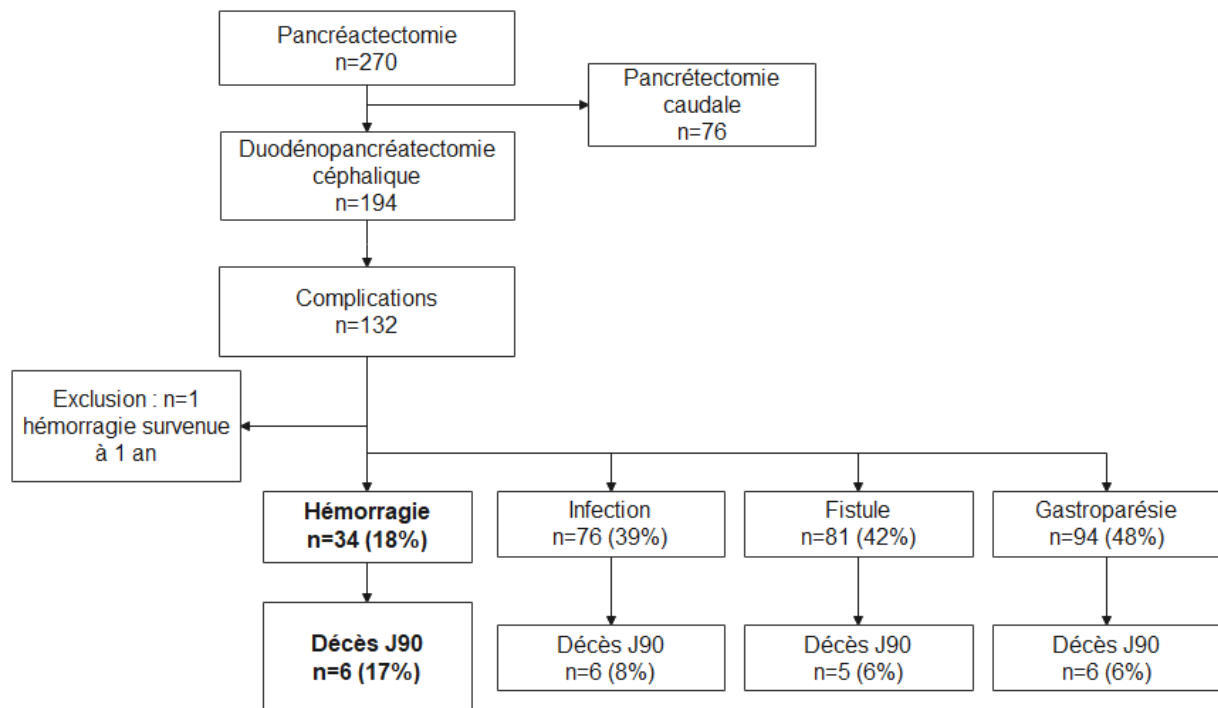 Pancréactectomie
n=270
Pancrétectomie
caudale
n=76
Duodénopancréatectomie
céphalique
n=194
Complications
n=132
Exclusion : n=1
hémorragie survenue
à 1 an
Hémorragie
n=34 (18%)
Infection
n=76 (39%)
Fistule
n=81 (42%)
Gastroparésie
n=94 (48%)
Décès J90
n=6 (17%)
Décès J90
n=6 (8%)
Décès J90
n=5 (6%)
Décès J90
n=6 (6%)